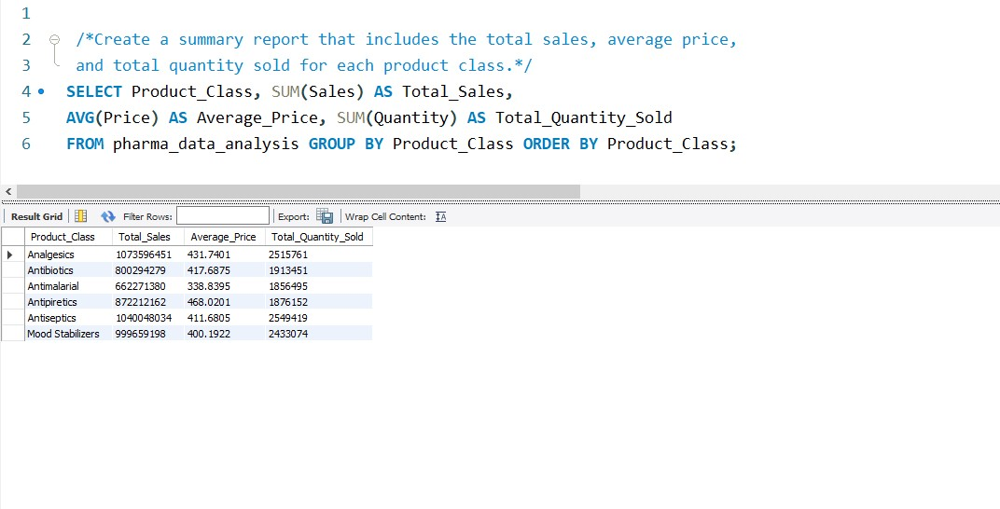 1
2 /*Create a summary report that includes the total sales, average price,
3 and total quantity sold for each product class.*/
4 SELECT Product_Class, SUM(Sales) AS Total_Sales,
5 AVG(Price) AS Average_Price, SUM(Quantity) AS Total_Quantity_Sold
6 FROM pharma_data_analysis GROUP BY Product_Class ORDER BY Product_Class;
Result Grid Filter Rows: Export: Wrap Cell Content:
Product_Class Total_Sales Average_Price Total_Quantity_Sold
Analgesics 1073596451 431.7401 2515761
Antibiotics 800294279 417.6875 1913451
Antimalarial 662271380 338.8395 1856495
Antipiretics 872212162 468.0201 1876152
Antiseptics 1040048034 411.6805 2549419
Mood Stabilizers 999659198 400.1922 2433074